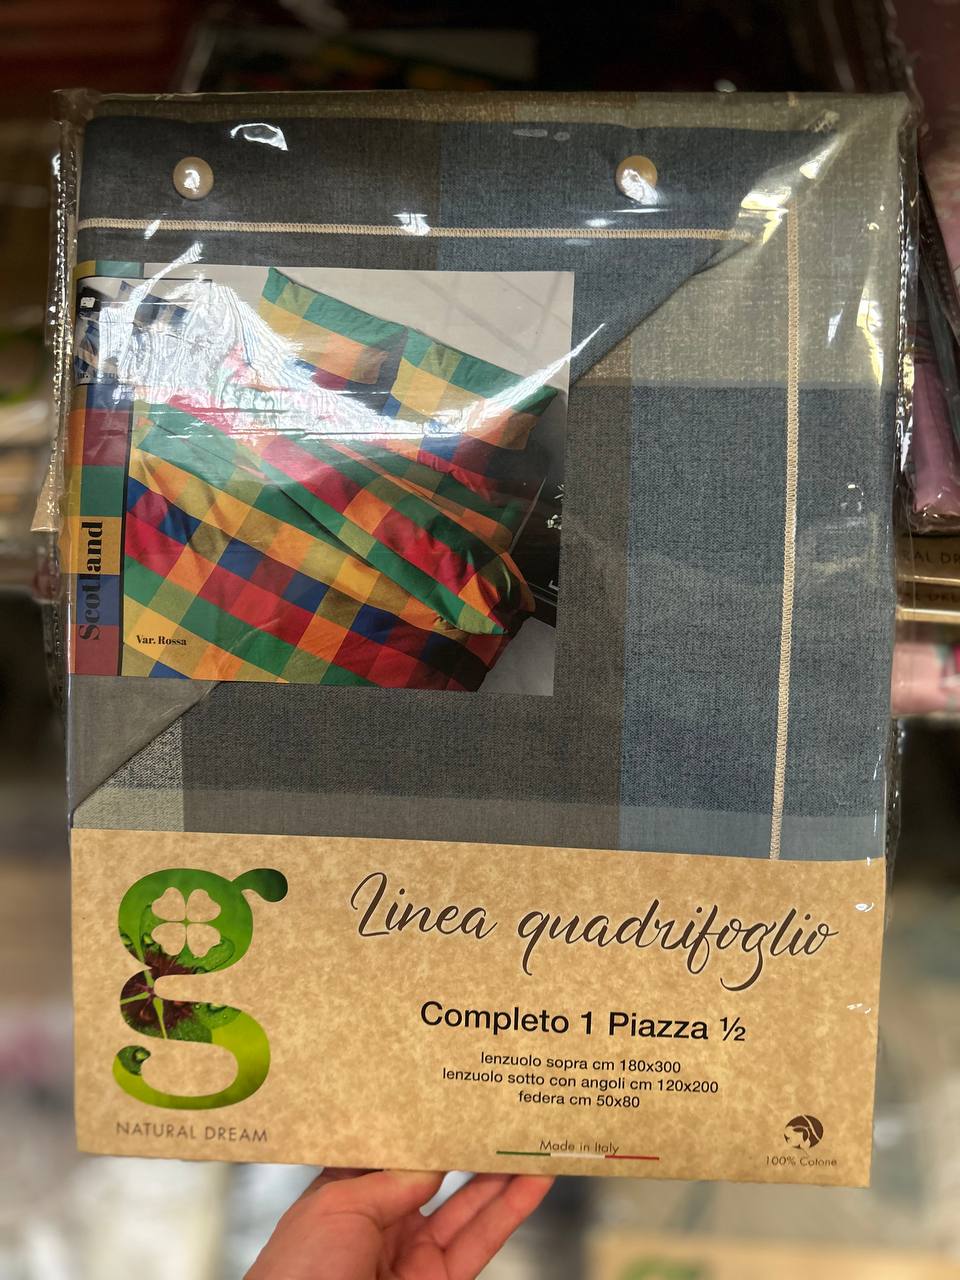 Scotland
Var. Rossa
g
Linea quadrifoglio
Completo 1 Piazza ½
lenzuolo sopra cm 180x300
lenzuolo sotto con angoli cm 120x200
federa cm 50x80
NATURAL DREAM
Made in Italy
100% Cotone